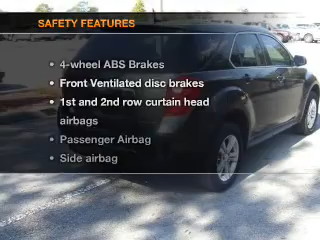 SAFETY FEATURES
• 4-wheel ABS Brakes
• Front Ventilated disc brakes
• 1st and 2nd row curtain head
airbags
• Passenger Airbag
• Side airbag